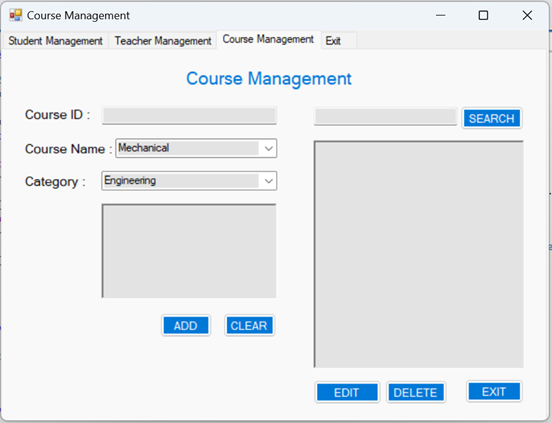 Course Management
Student Management Teacher Management Course Management Exit
Course Management
Course ID :
SEARCH
Course Name : Mechanical
Category : Engineering
ADD CLEAR
EDIT DELETE EXIT